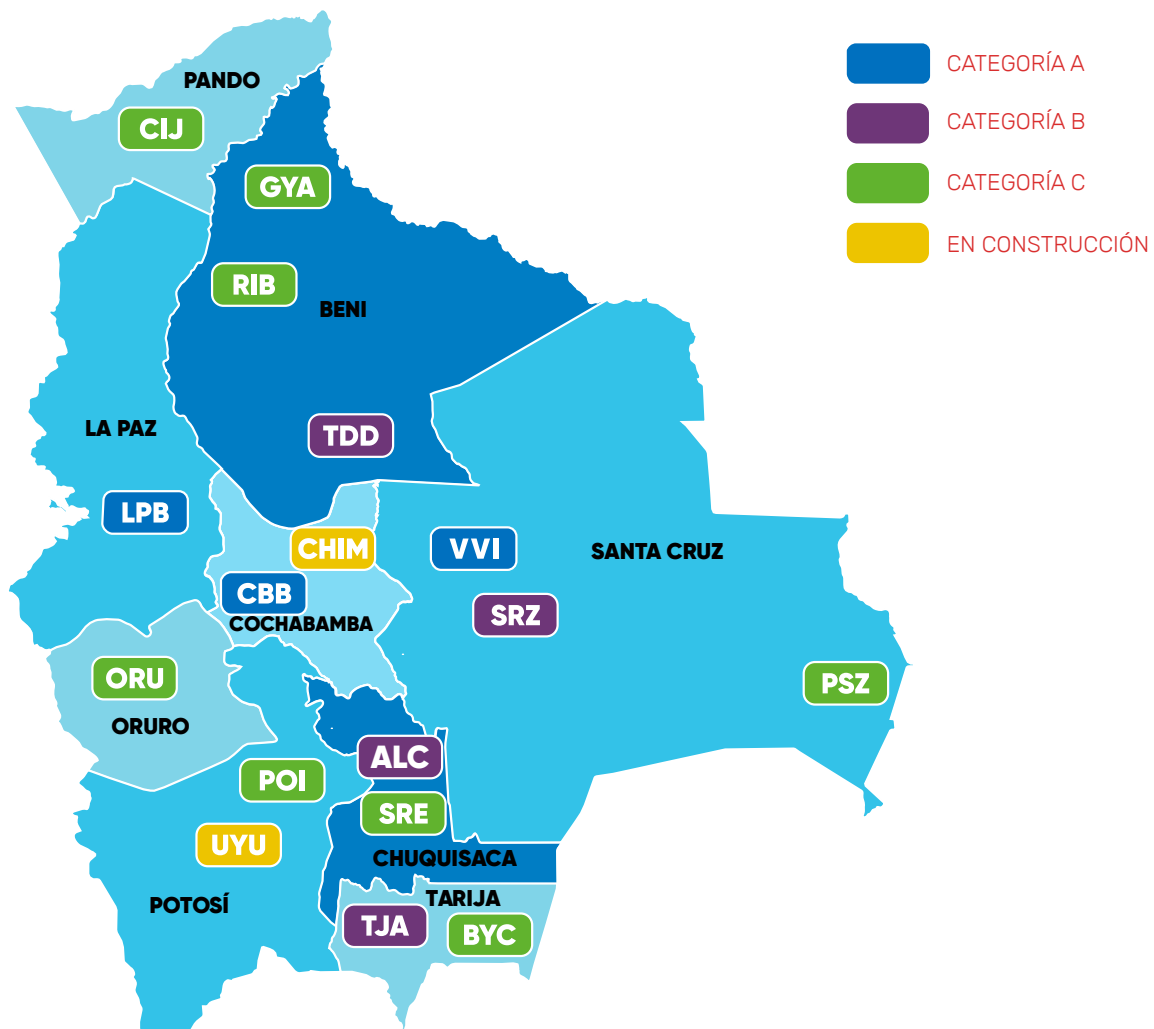 PANDO
CIJ
GYA
RIB
BENI
TDD
LA PAZ
LPB
CHIM
CBB
COCHABAMBA
VVI
SANTA CRUZ
SRZ
PSZ
ORU
ORURO
POI
UYU
POTOSÍ
ALC
SRE
CHUQUISACA
TARIJA
TJA
BYC
CATEGORÍA A
CATEGORÍA B
CATEGORÍA C
EN CONSTRUCCIÓN